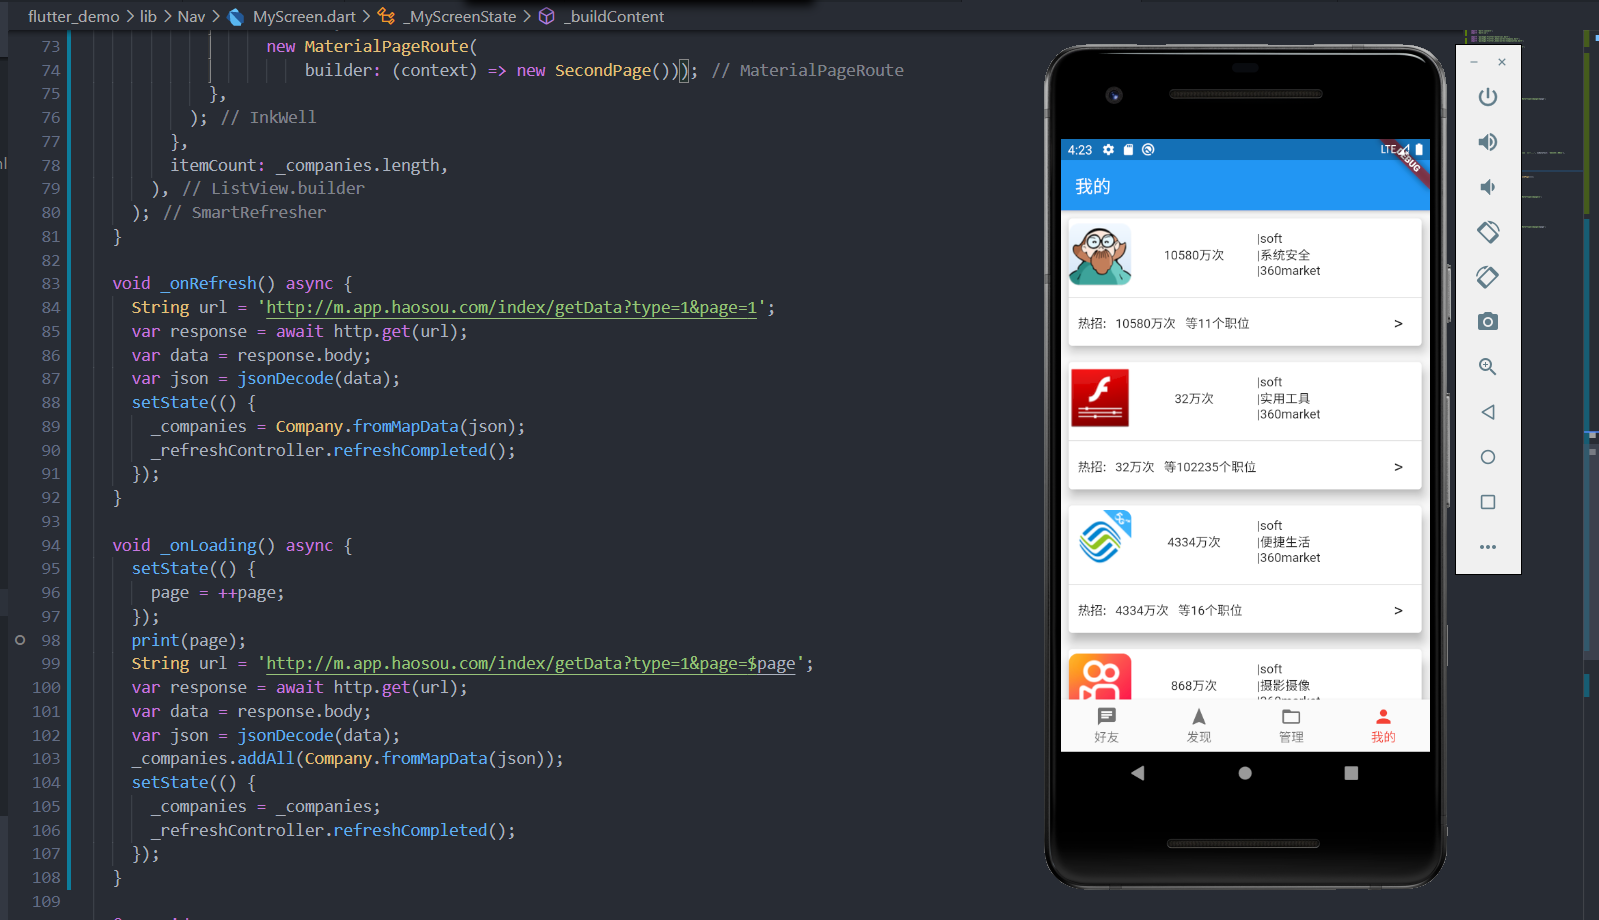 flutter_demo > lib > Nav > MyScreen.dart > _MyScreenState > _buildContent
73 new MaterialPageRoute(
74 builder: (context) => new SecondPage())); // MaterialPageRoute
75 },
76 ); // InkWell
77 },
78 itemCount: _companies.length,
79 ), // ListView.builder
80 ); // SmartRefresher
81 }
82
83 void _onRefresh() async {
84 String url = 'http://m.app.haosou.com/index/getData?type=1&page=1';
85 var response = await http.get(url);
86 var data = response.body;
87 var json = jsonDecode(data);
88 setState(() {
89 _companies = Company.fromMapData(json);
90 _refreshController.refreshCompleted();
91 });
92 }
93
94 void _onLoading() async {
95 setState(() {
96 page = ++page;
97 });
98 print(page);
99 String url = 'http://m.app.haosou.com/index/getData?type=1&page=$page';
100 var response = await http.get(url);
101 var data = response.body;
102 var json = jsonDecode(data);
103 _companies.addAll(Company.fromMapData(json));
104 setState(() {
105 _companies = _companies;
106 _refreshController.refreshCompleted();
107 });
108 }
109
4:23 LTE
DEBUG
我的
|soft
10580万次 |系统安全
|360market
热招: 10580万次 等11个职位 >
|soft
32万次 |实用工具
|360market
热招: 32万次 等102235个职位 >
|soft
4334万次 |便捷生活
|360market
热招: 4334万次 等16个职位 >
|soft
868万次 |摄影摄像
|360market
好友 发现 管理 我的